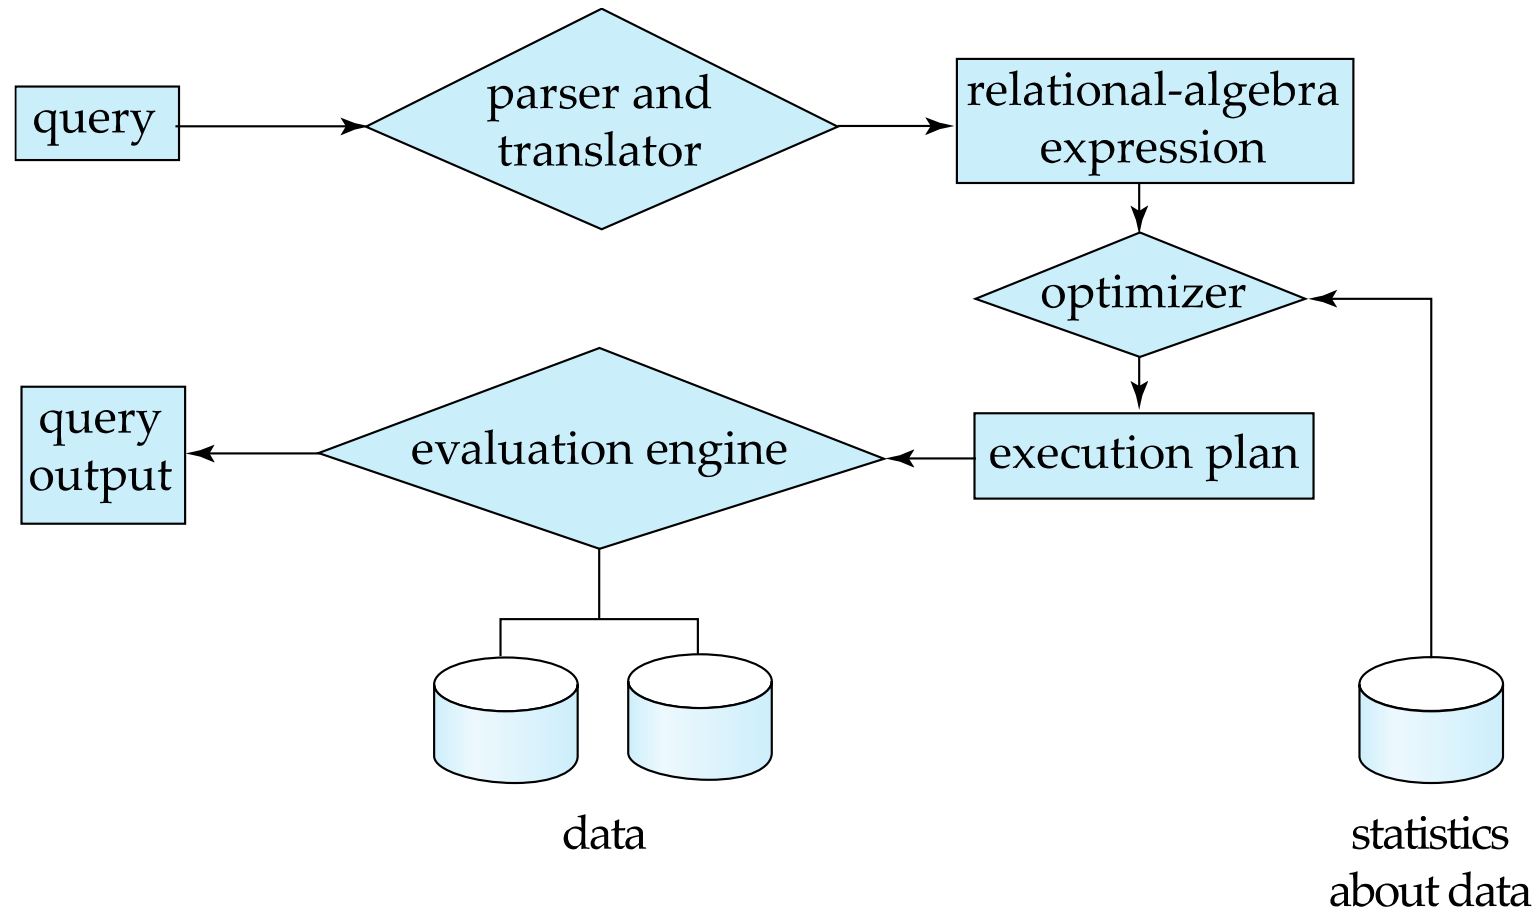 query
parser and
translator
relational-algebra
expression
optimizer
query
output
evaluation engine
execution plan
data
statistics
about data